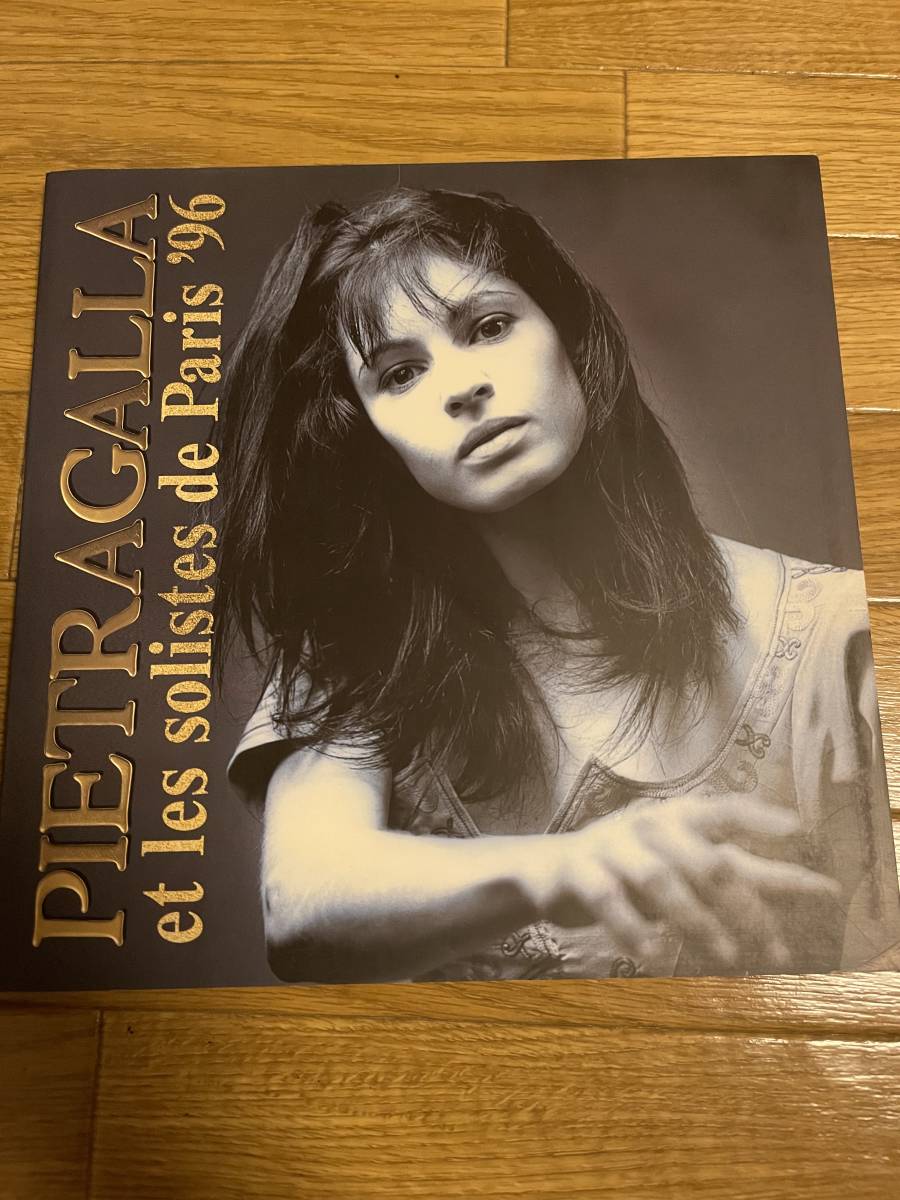 PIETRAGALLA
et les solistes de Paris '96